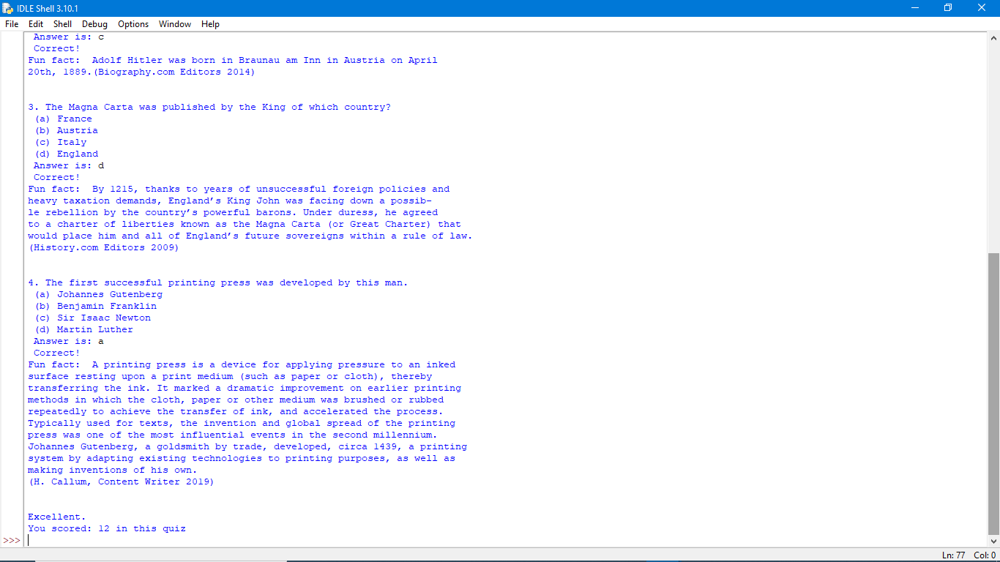 IDLE Shell 3.10.1
File Edit Shell Debug Options Window Help
Answer is: c
Correct!
Fun fact:  Adolf Hitler was born in Braunau am Inn in Austria on April
20th, 1889.(Biography.com Editors 2014)
3. The Magna Carta was published by the King of which country?
(a) France
(b) Austria
(c) Italy
(d) England
Answer is: d
Correct!
Fun fact:  By 1215, thanks to years of unsuccessful foreign policies and
heavy taxation demands, England’s King John was facing down a possib-
le rebellion by the country’s powerful barons. Under duress, he agreed
to a charter of liberties known as the Magna Carta (or Great Charter) that
would place him and all of England’s future sovereigns within a rule of law.
(History.com Editors 2009)
4. The first successful printing press was developed by this man.
(a) Johannes Gutenberg
(b) Benjamin Franklin
(c) Sir Isaac Newton
(d) Martin Luther
Answer is: a
Correct!
Fun fact:  A printing press is a device for applying pressure to an inked
surface resting upon a print medium (such as paper or cloth), thereby
transferring the ink. It marked a dramatic improvement on earlier printing
methods in which the cloth, paper or other medium was brushed or rubbed
repeatedly to achieve the transfer of ink, and accelerated the process.
Typically used for texts, the invention and global spread of the printing
press was one of the most influential events in the second millennium.
Johannes Gutenberg, a goldsmith by trade, developed, circa 1439, a printing
system by adapting existing technologies to printing purposes, as well as
making inventions of his own.
(H. Callum, Content Writer 2019)
Excellent.
You scored: 12 in this quiz
>>>
Ln: 77 Col: 0